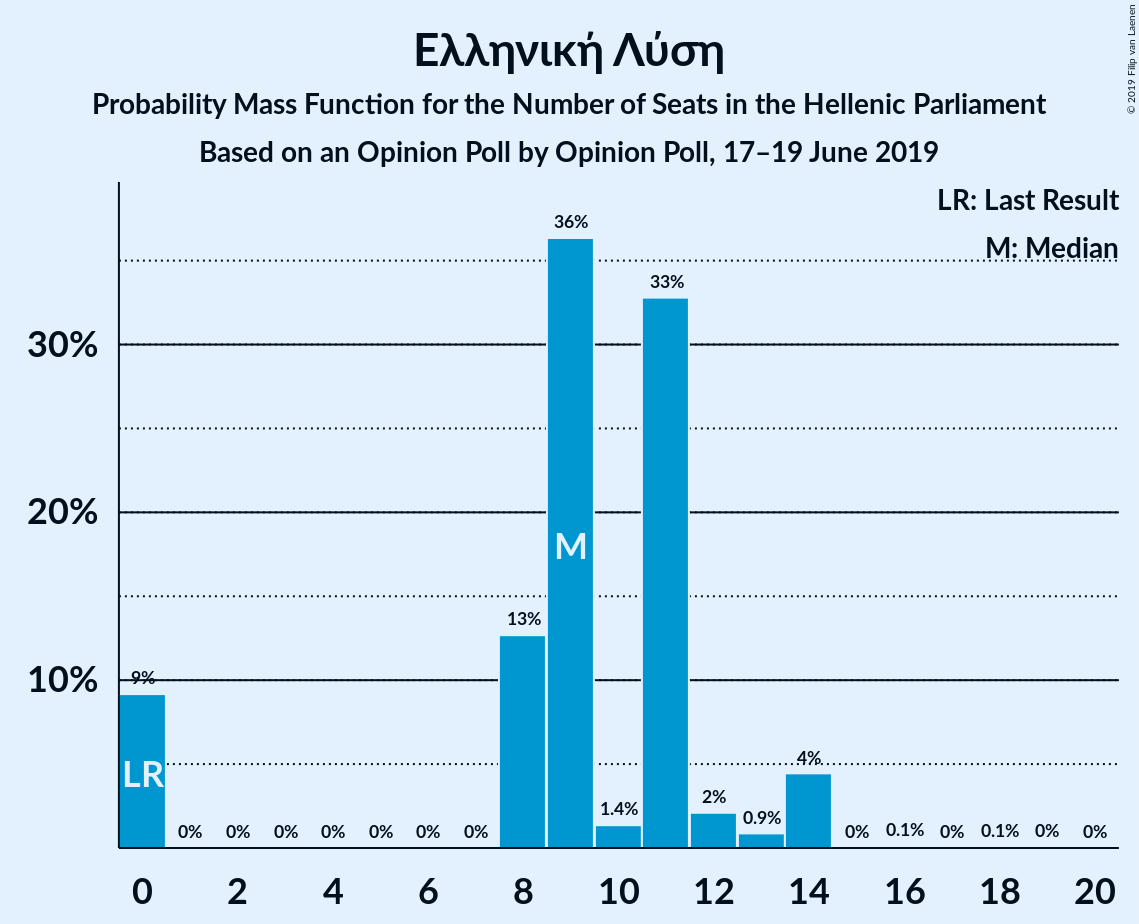 Ελληνική Λύση
Probability Mass Function for the Number of Seats in the Hellenic Parliament
Based on an Opinion Poll by Opinion Poll, 17–19 June 2019
© 2019 Filip van Laenen
LR: Last Result
M: Median
36%
33%
30%
20%
M
13%
10%
9%
LR
4%
2%
1.4%
0.9%
0% 0% 0% 0% 0% 0% 0% 0% 0.1% 0% 0.1% 0% 0%
0 2 4 6 8 10 12 14 16 18 20